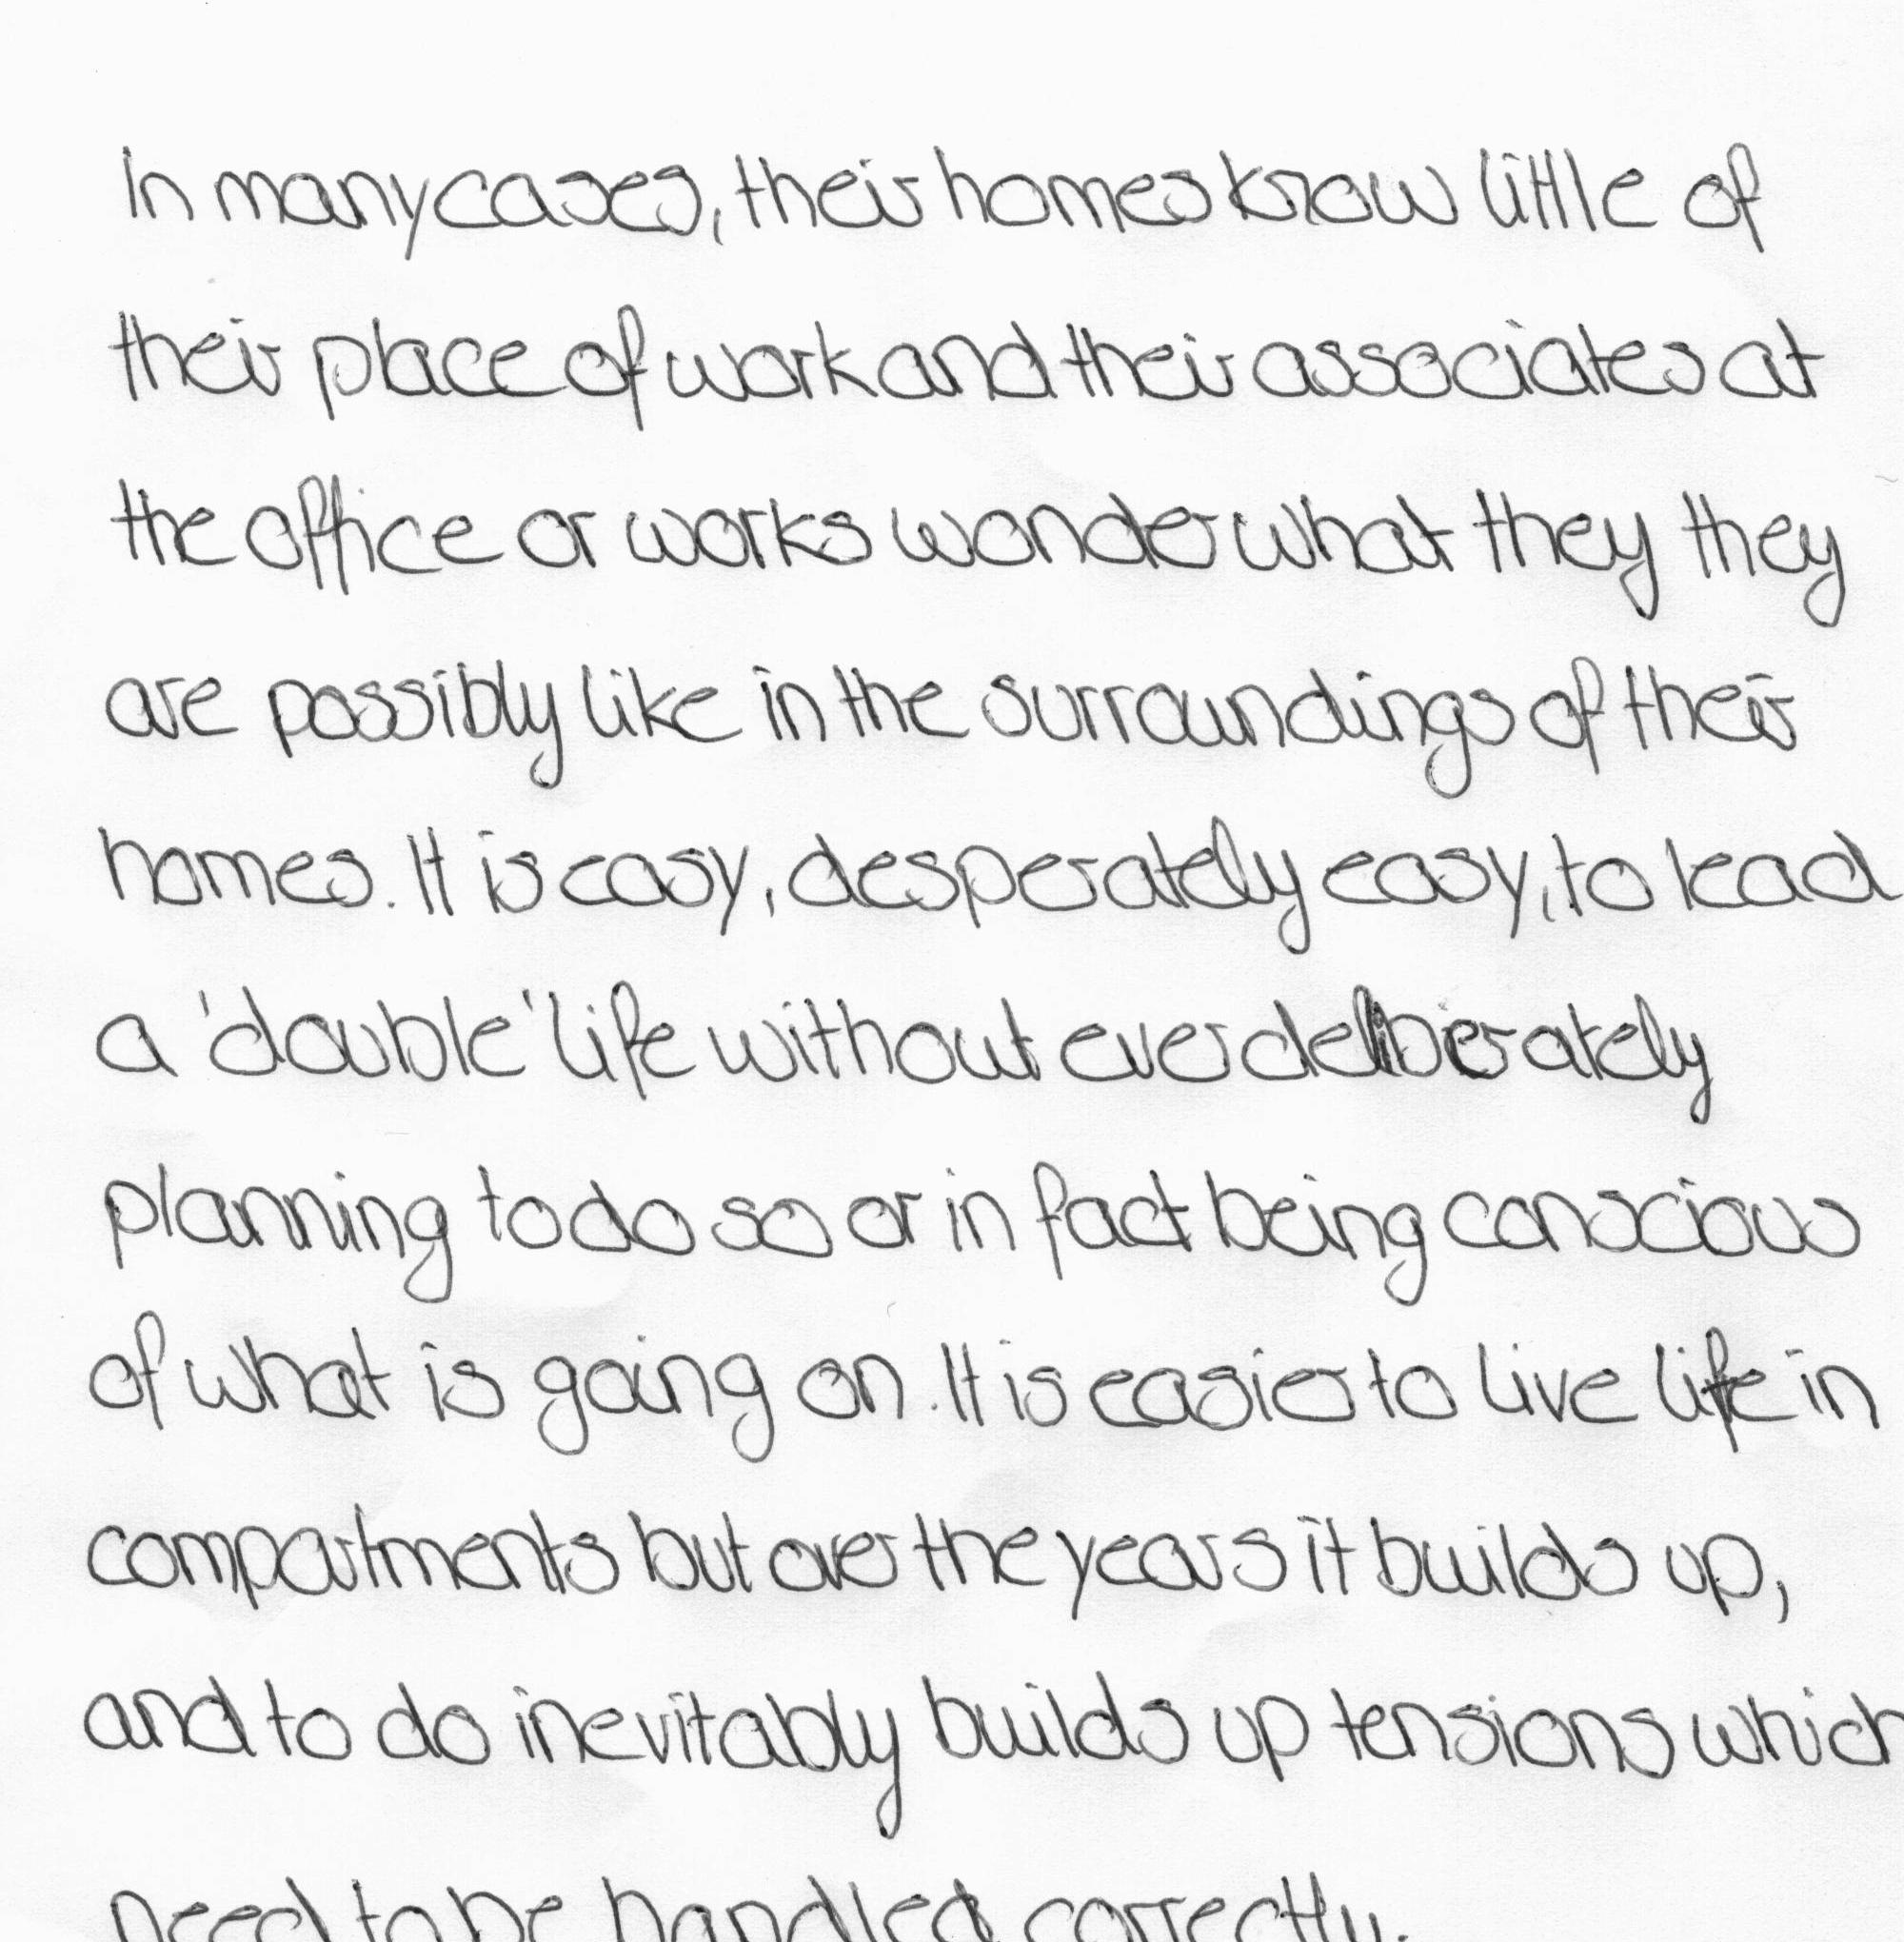 In many cases, their homes know little of
their place of work and their associates at
the office or works wonder what they they
are possibly like in the surroundings of their
homes. It is easy, desperately easy, to lead
a 'double' life without ever deliberately
planning to do so or in fact being conscious
of what is going on. It is easier to live life in
compartments but over the years it builds up,
and to do inevitably builds up tensions which
need to be handled correctly.